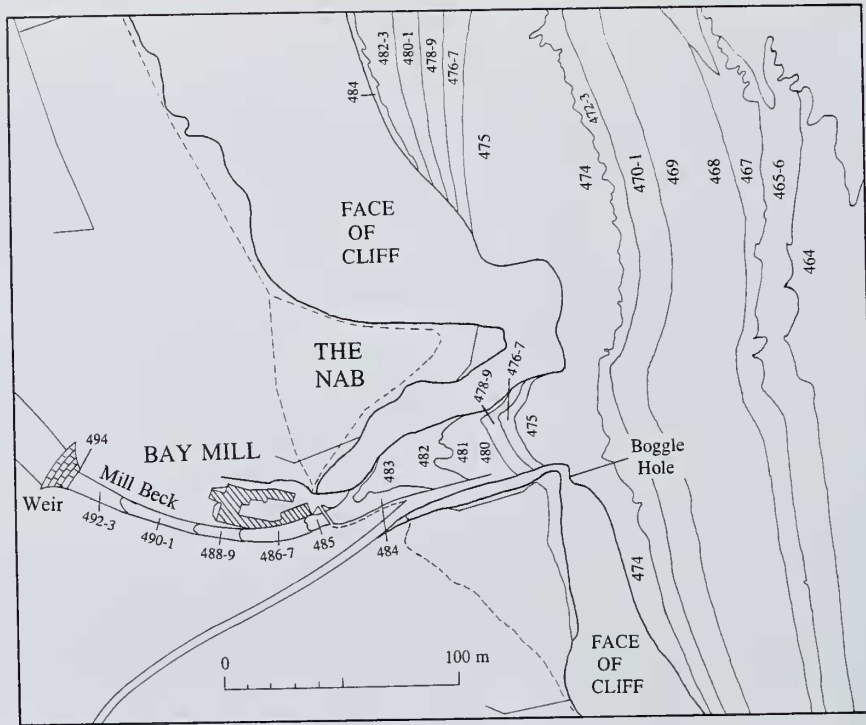 482-3
480-1
478-9
476-7
484
475
474
472-3
470-1
469
468
467
465-6
464
FACE
OF
CLIFF
THE
NAB
478-9
476-7
475
BAY MILL
483
482
481
480
Boggle
Hole
494
Weir
Mill Beck
492-3
490-1
488-9
486-7
485
484
474
0
100 m
FACE
OF
CLIFF